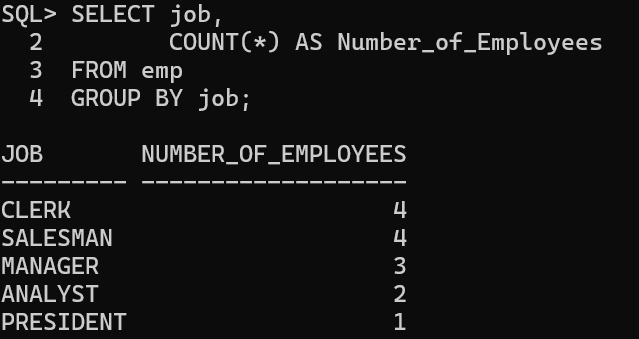 SQL> SELECT job,
  2         COUNT(*) AS Number_of_Employees
  3  FROM emp
  4  GROUP BY job;
JOB       NUMBER_OF_EMPLOYEES
--------- -------------------
CLERK                       4
SALESMAN                    4
MANAGER                     3
ANALYST                     2
PRESIDENT                   1